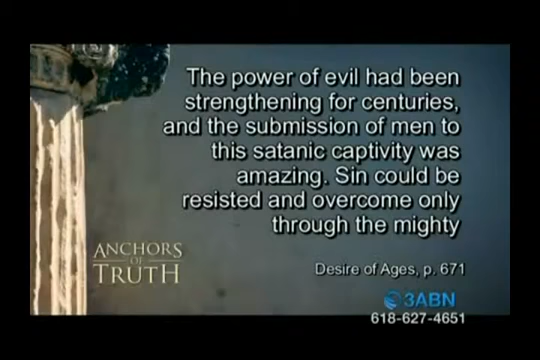 The power of evil had been
strengthening for centuries,
and the submission of men to
this satanic captivity was
amazing. Sin could be
resisted and overcome only
through the mighty
Desire of Ages, p. 671
ANCHORS
OF
TRUTH
3ABN
618-627-4651